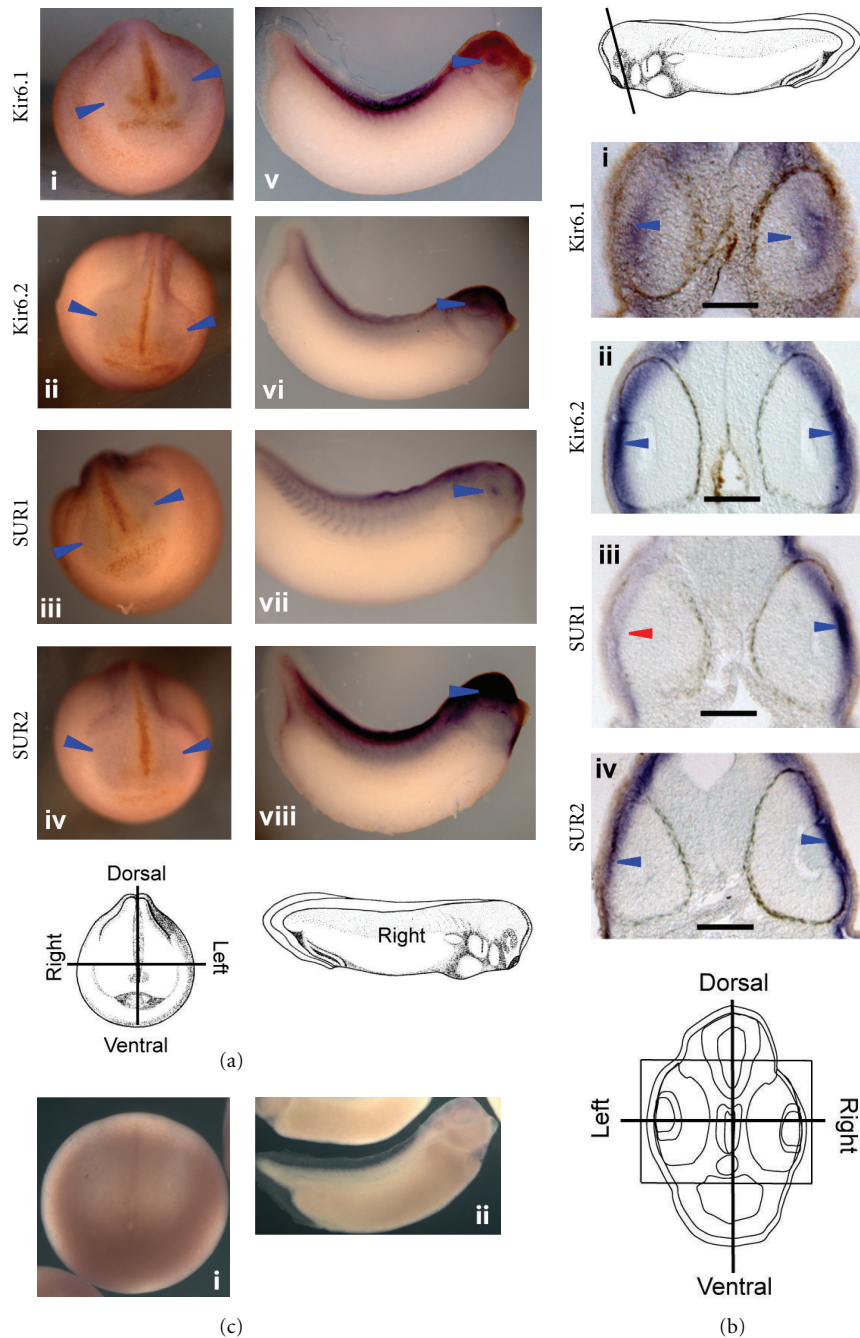 Kir6.1
i
v
Kir6.2
ii
vi
SUR1
iii
vii
SUR2
iv
viii
Dorsal
Right
Left
Ventral
Right
(a)
i
ii
(c)
Kir6.1
i
Kir6.2
ii
SUR1
iii
SUR2
iv
Dorsal
Left
Right
Ventral
(b)